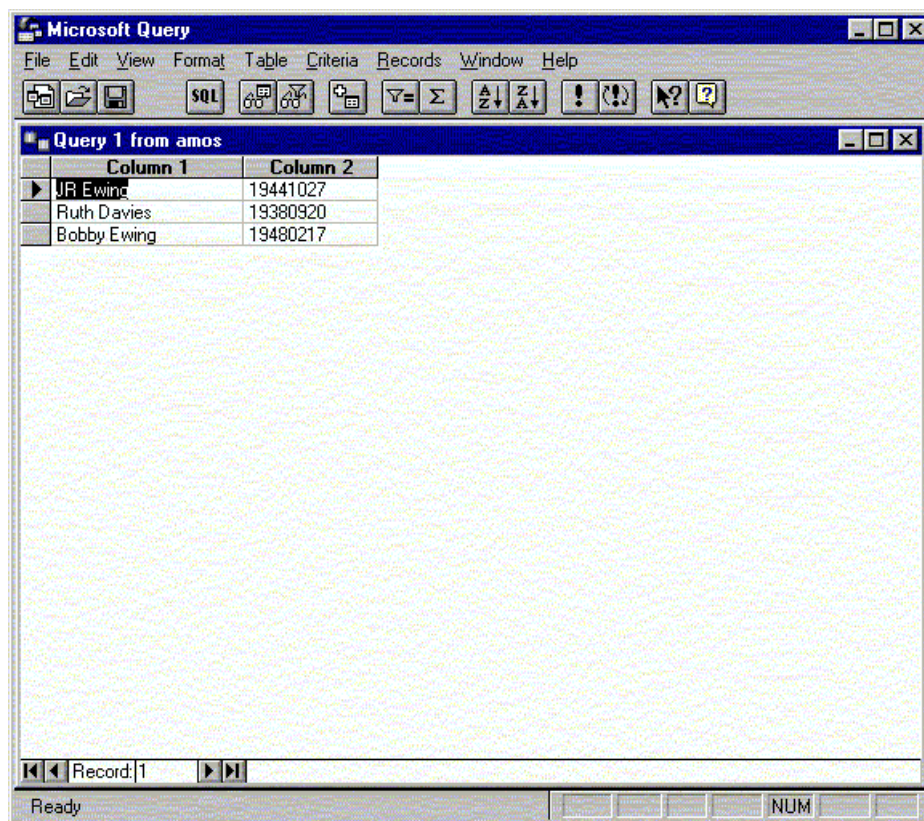 Microsoft Query
File Edit View Format Table Criteria Records Window Help
SQL A Z Z A ! (!) ? ?
Query 1 from amos
Column 1 Column 2
JR Ewing 19441027
Ruth Davies 19380920
Bobby Ewing 19480217
Record: 1
Ready NUM